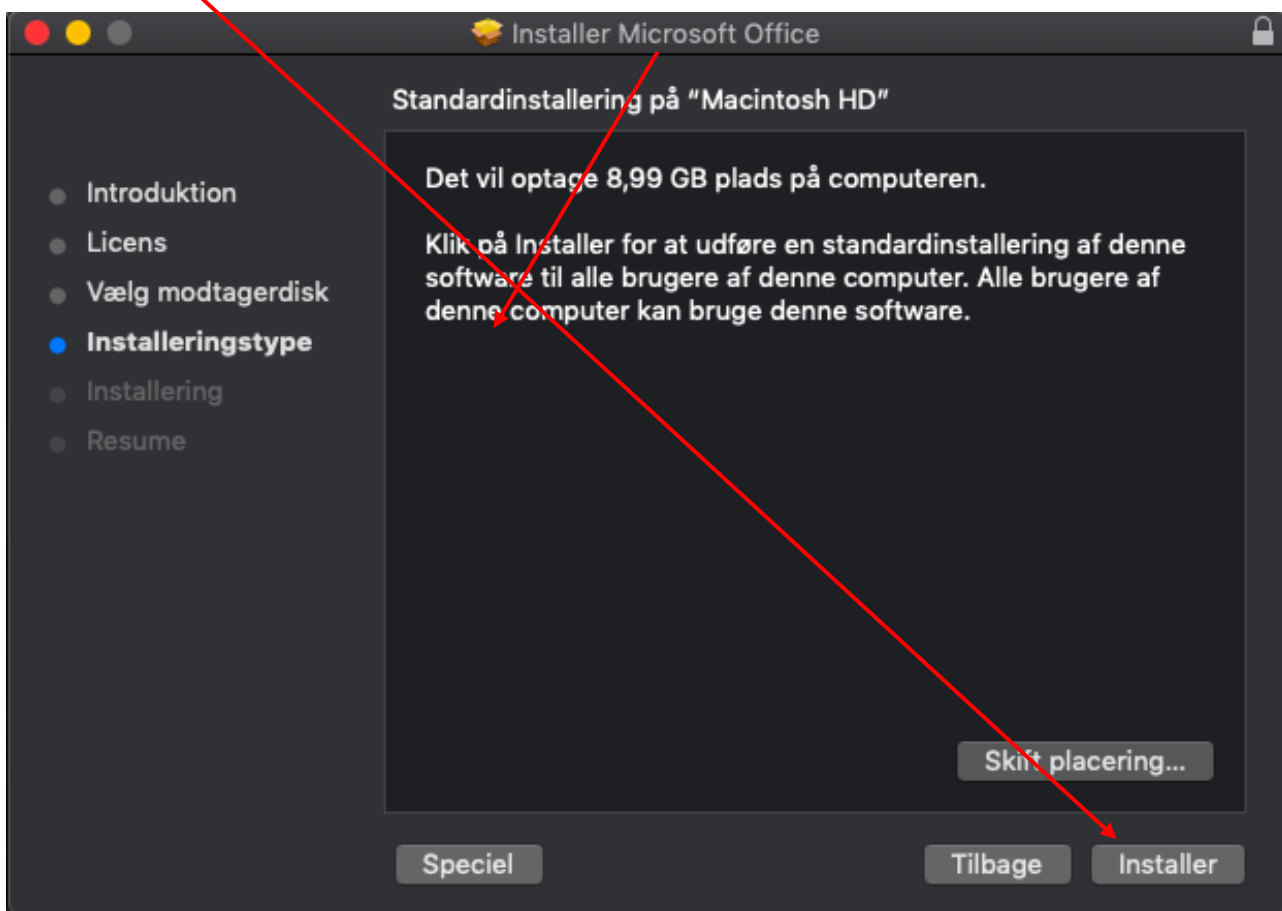 Installer Microsoft Office
Standardinstallering på “Macintosh HD”
Introduktion
Licens
Vælg modtagerdisk
Installeringstype
Installering
Resume
Det vil optage 8,99 GB plads på computeren.
Klik på Installer for at udføre en standardinstallering af denne
software til alle brugere af denne computer. Alle brugere af
denne computer kan bruge denne software.
Skift placering...
Speciel
Tilbage
Installer